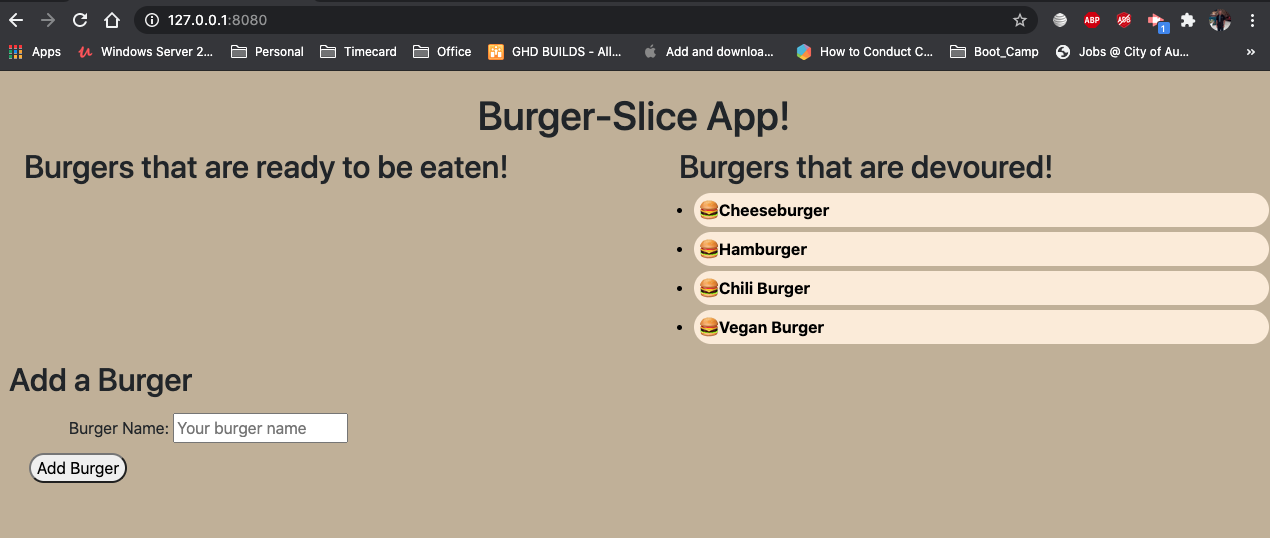 127.0.0.1:8080
ABP
1
Apps
Windows Server 2...
Personal
Timecard
Office
GHD BUILDS - All...
Add and downloa...
How to Conduct C...
Boot_Camp
Jobs @ City of Au...
»
Burger-Slice App!
Burgers that are ready to be eaten!
Burgers that are devoured!
Cheeseburger
Hamburger
Chili Burger
Vegan Burger
Add a Burger
Burger Name: Your burger name
Add Burger